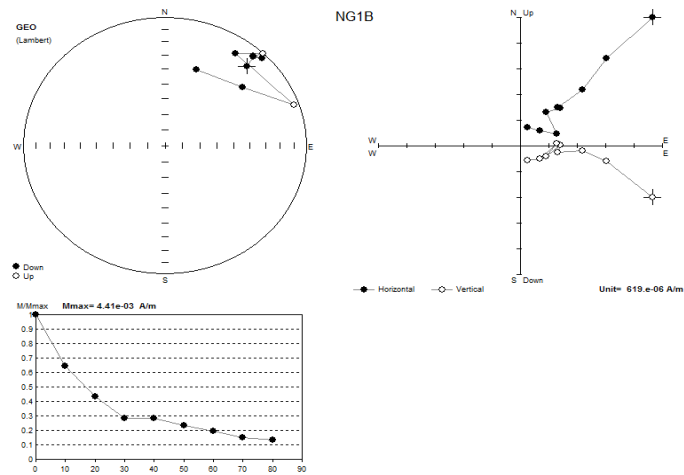 GEO
(Lambert)
N
W
E
S
Down
Up
NG1B
N Up
W
E
W
E
S Down
Horizontal
Vertical
Unit= 619.e-06 A/m
M/Mmax Mmax= 4.41e-03 A/m
1
0.9
0.8
0.7
0.6
0.5
0.4
0.3
0.2
0.1
0
0 10 20 30 40 50 60 70 80 90